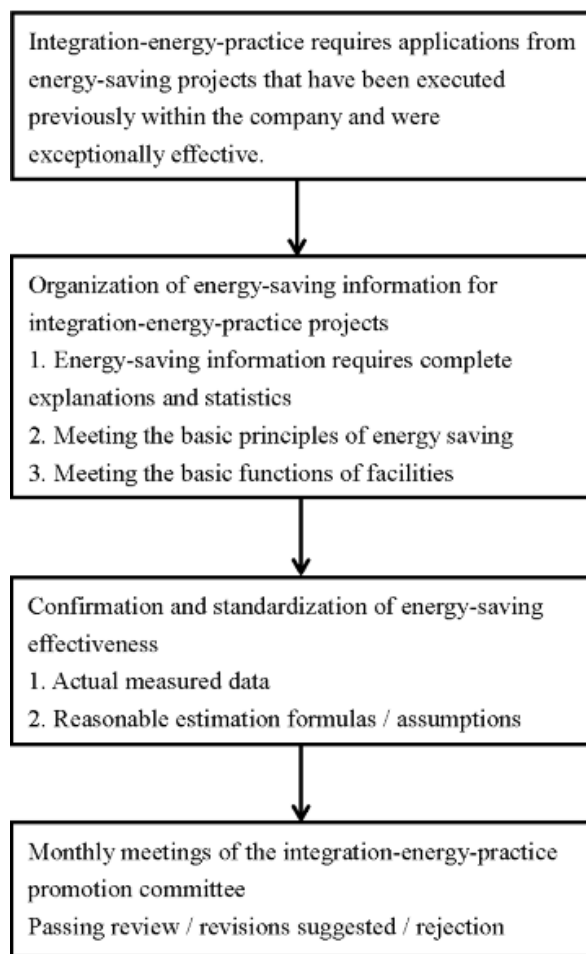 Integration-energy-practice requires applications from
energy-saving projects that have been executed
previously within the company and were
exceptionally effective.
Organization of energy-saving information for
integration-energy-practice projects
1. Energy-saving information requires complete
explanations and statistics
2. Meeting the basic principles of energy saving
3. Meeting the basic functions of facilities
Confirmation and standardization of energy-saving
effectiveness
1. Actual measured data
2. Reasonable estimation formulas / assumptions
Monthly meetings of the integration-energy-practice
promotion committee
Passing review / revisions suggested / rejection